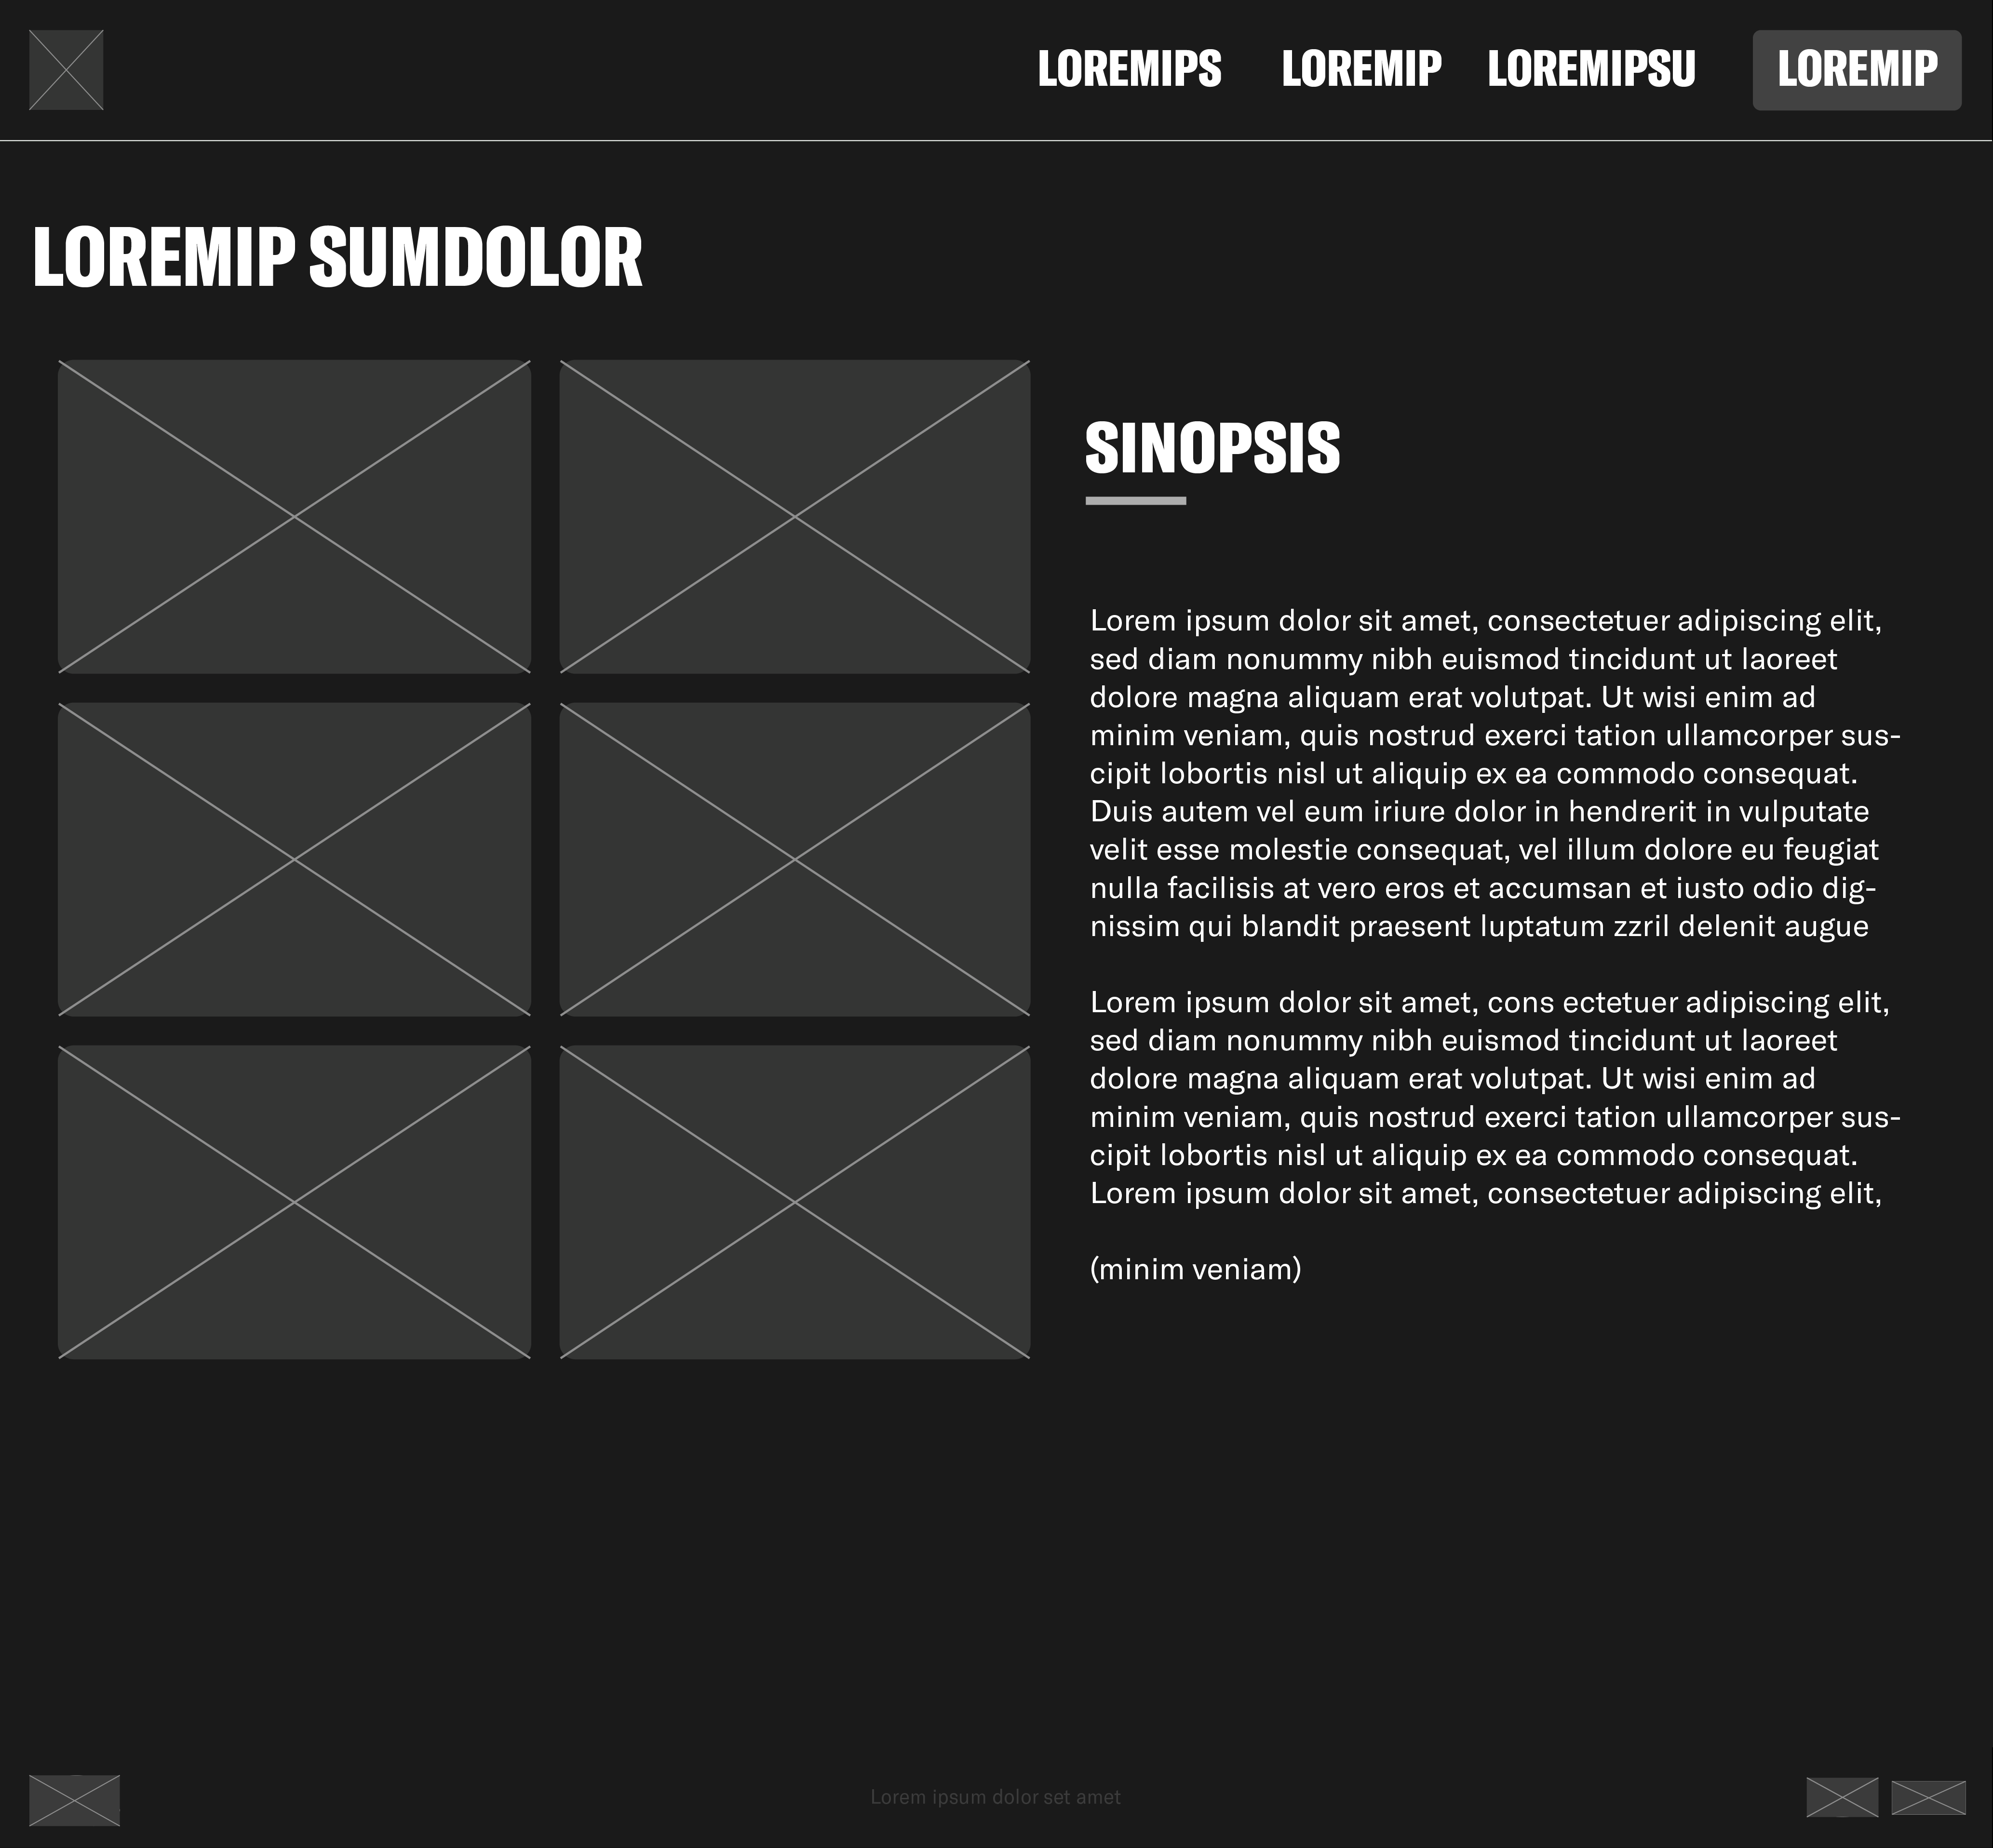 LOREMIPS LOREMIP LOREMIPSU LOREMIP
LOREMIP SUMDOLOR
SINOPSIS
Lorem ipsum dolor sit amet, consectetuer adipiscing elit,
sed diam nonummy nibh euismod tincidunt ut laoreet
dolore magna aliquam erat volutpat. Ut wisi enim ad
minim veniam, quis nostrud exerci tation ullamcorper sus-
cipit lobortis nisl ut aliquip ex ea commodo consequat.
Duis autem vel eum iriure dolor in hendrerit in vulputate
velit esse molestie consequat, vel illum dolore eu feugiat
nulla facilisis at vero eros et accumsan et iusto odio dig-
nissim qui blandit praesent luptatum zzril delenit augue
Lorem ipsum dolor sit amet, cons ectetuer adipiscing elit,
sed diam nonummy nibh euismod tincidunt ut laoreet
dolore magna aliquam erat volutpat. Ut wisi enim ad
minim veniam, quis nostrud exerci tation ullamcorper sus-
cipit lobortis nisl ut aliquip ex ea commodo consequat.
Lorem ipsum dolor sit amet, consectetuer adipiscing elit,
(minim veniam)
Lorem ipsum dolor set amet